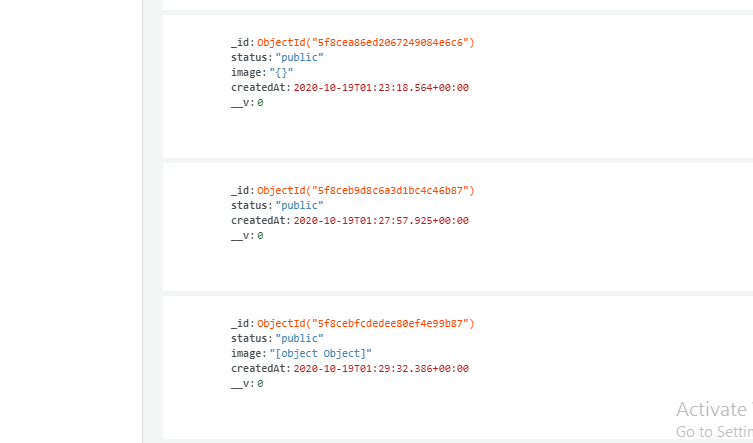 _id: ObjectId("5f8cea86ed2067249084e6c6")
status: "public"
image: "{}"
createdAt: 2020-10-19T01:23:18.564+00:00
__v: 0
_id: ObjectId("5f8ceb9d8c6a3d1bc4c46b87")
status: "public"
createdAt: 2020-10-19T01:27:57.925+00:00
__v: 0
_id: ObjectId("5f8cebfcdedee80ef4e99b87")
status: "public"
image: "[object Object]"
createdAt: 2020-10-19T01:29:32.386+00:00
__v: 0
Activate
Go to Settin